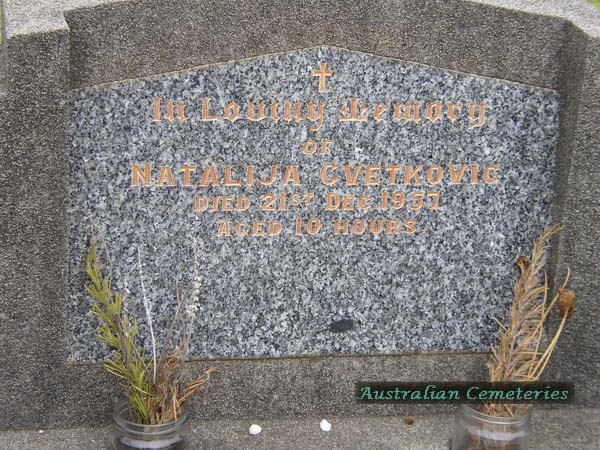 In Loving Memory
OF
NATALIJA CVETKOVIC
DIED 21ST DEC. 1957
AGED 10 HOURS.
Australian Cemeteries